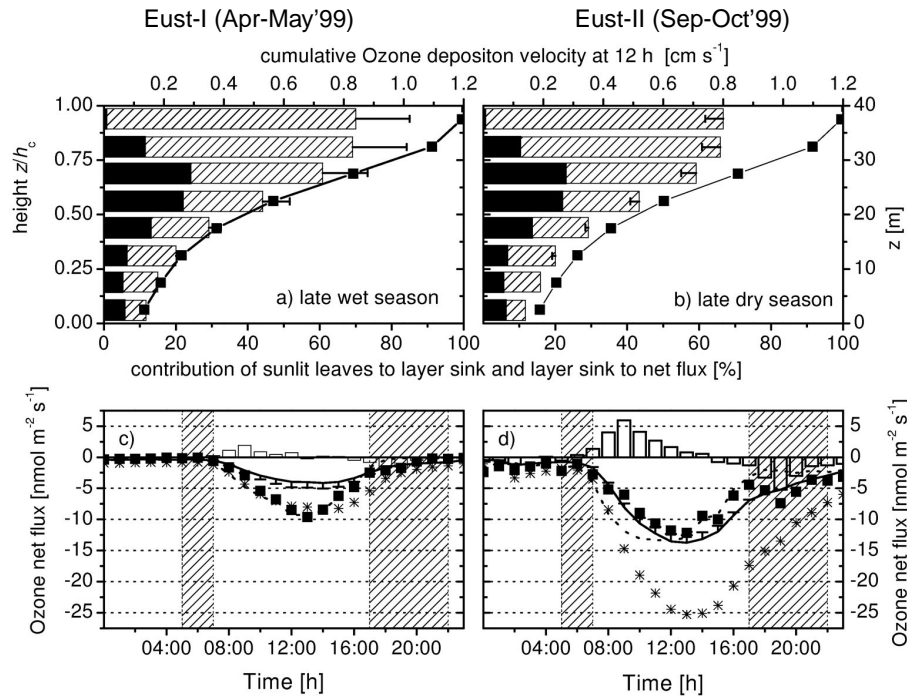 Eust-I (Apr-May'99) Eust-II (Sep-Oct'99)
cumulative Ozone depositon velocity at 12 h [cm s⁻¹]
0.2 0.4 0.6 0.8 1.0 0.2 0.4 0.6 0.8 1.0 1.2
1.00 40
0.75 30
0.50 20
0.25 10
0.00 0
height z/hc
z [m]
a) late wet season b) late dry season
0 20 40 60 80 100 20 40 60 80 100
contribution of sunlit leaves to layer sink and layer sink to net flux [%]
c) d)
5 5
0 0
-5 -5
-10 -10
-15 -15
-20 -20
-25 -25
Ozone net flux [nmol m⁻² s⁻¹]
Ozone net flux [nmol m⁻² s⁻¹]
04:00 08:00 12:00 16:00 20:00 04:00 08:00 12:00 16:00 20:00
Time [h] Time [h]